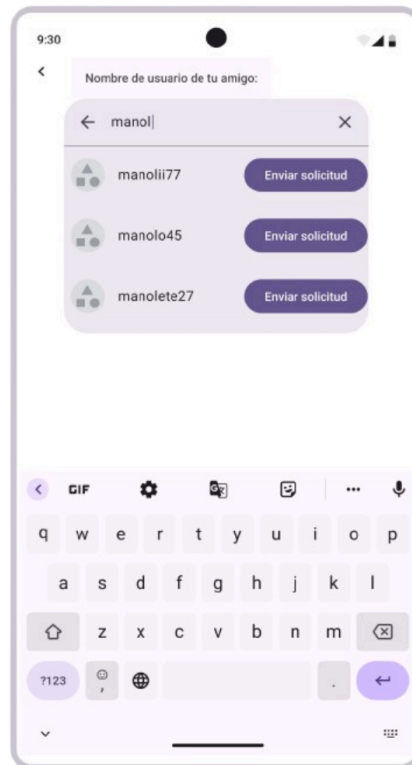 9:30
Nombre de usuario de tu amigo:
manol
manolii77 Enviar solicitud
manolo45 Enviar solicitud
manolete27 Enviar solicitud
GIF
q w e r t y u i o p
a s d f g h j k l
z x c v b n m
?123 , .